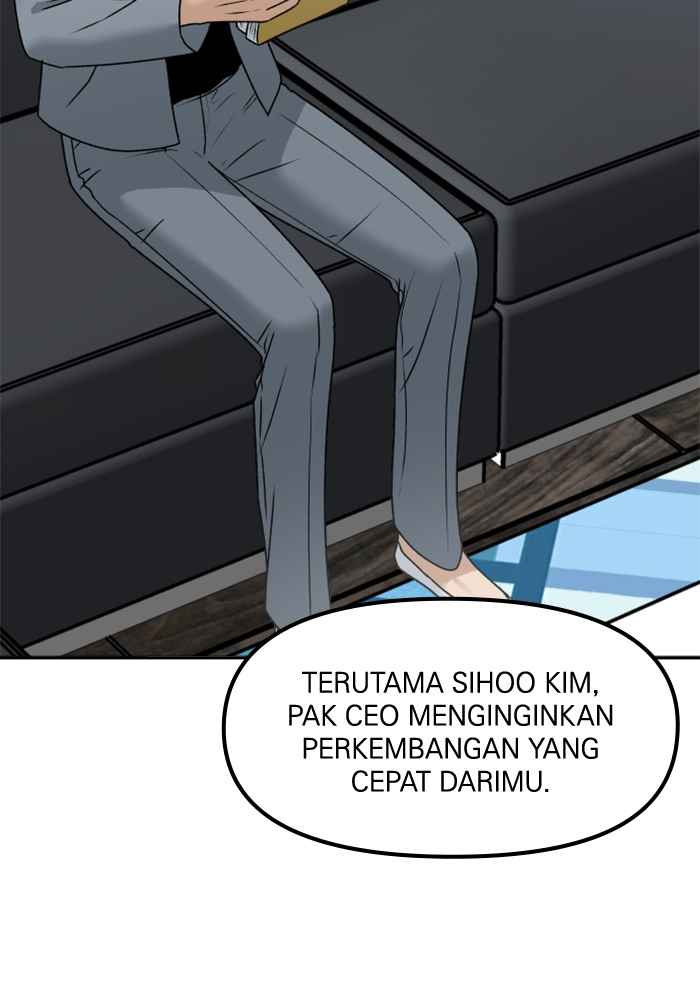 TERUTAMA SIHOO KIM,
PAK CEO MENGINGINKAN
PERKEMBANGAN YANG
CEPAT DARIMU.